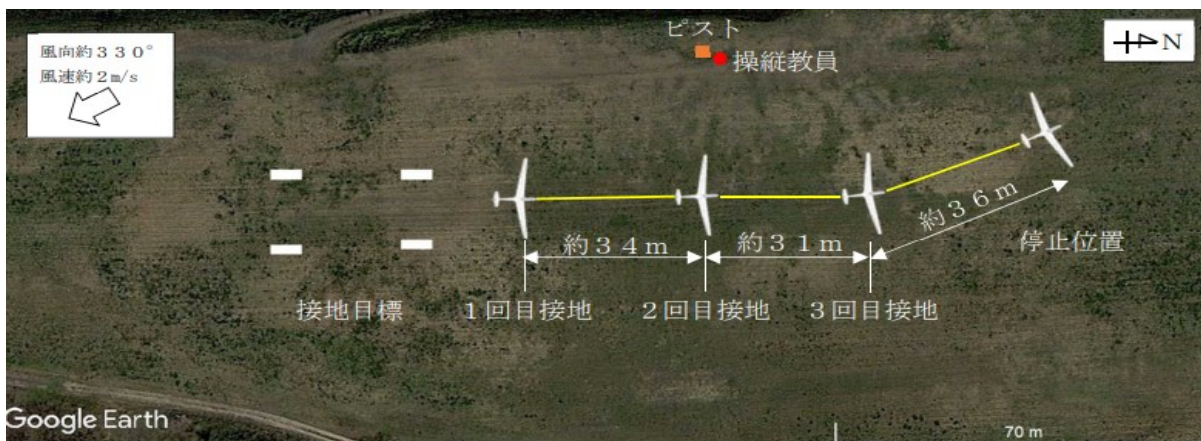 風向約３３０°
風速約２m/s
ピスト
操縦教員
N
約３４m
約３１m
約３６m
停止位置
接地目標
１回目接地
２回目接地
３回目接地
Google Earth
70 m